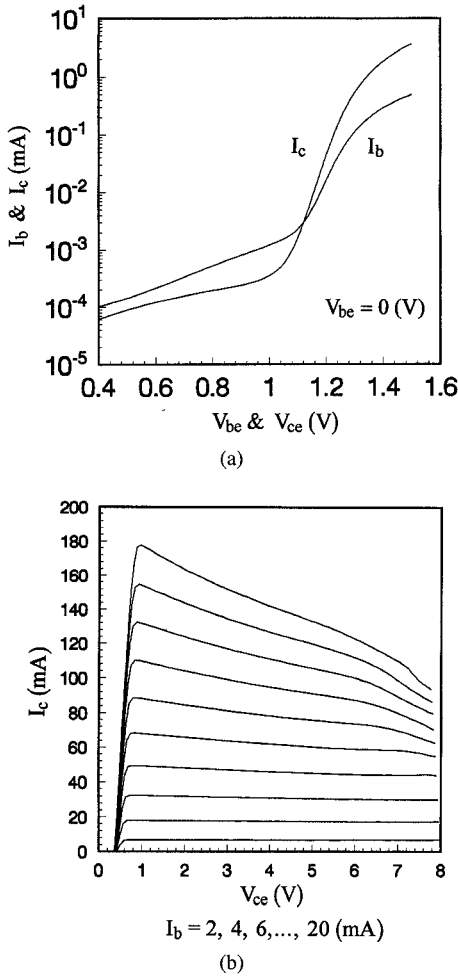 10^1
10^0
10^-1
10^-2
10^-3
10^-4
10^-5
I_b & I_c (mA)
I_c
I_b
V_be = 0 (V)
0.4 0.6 0.8 1 1.2 1.4 1.6
V_be & V_ce (V)
(a)
200
180
160
140
120
100
80
60
40
20
0
I_c (mA)
0 1 2 3 4 5 6 7 8
V_ce (V)
I_b = 2, 4, 6,..., 20 (mA)
(b)